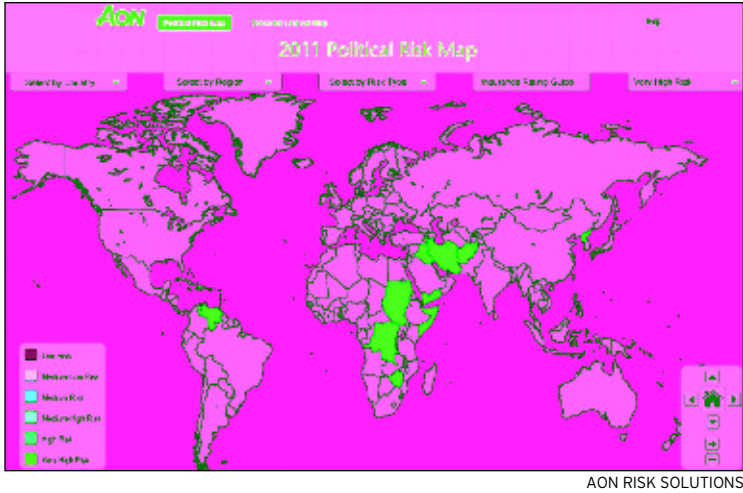 AON
2011 Political Risk Map
Select by Country
Select by Region
Select by Risk Type
Insurance Rating Guide
Very High Risk
Low Risk
Medium-Low Risk
Medium Risk
Medium-High Risk
High Risk
Very High Risk
AON RISK SOLUTIONS